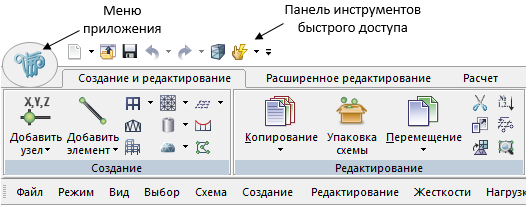 Меню
приложения
Панель инструментов
быстрого доступа
Создание и редактирование
Расширенное редактирование
Расчет
X,Y,Z
Добавить
узел
Добавить
элемент
Создание
Копирование
Упаковка
схемы
Перемещение
Редактирование
Файл Режим Вид Выбор Схема Создание Редактирование Жесткости Нагрузк